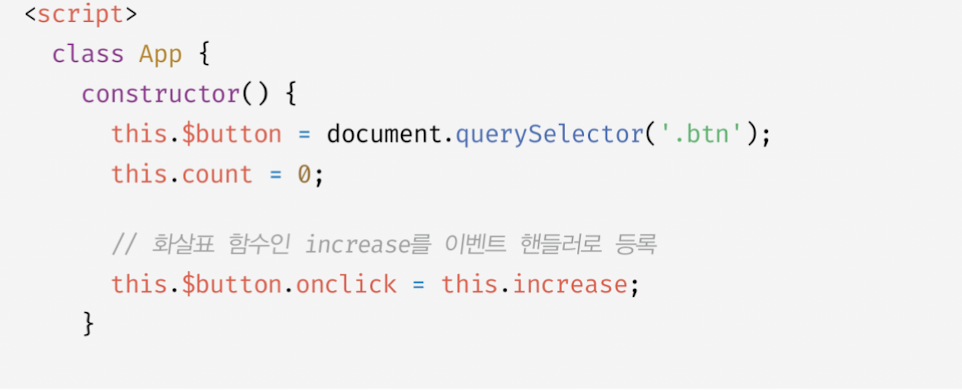 <script>
class App {
constructor() {
this.$button = document.querySelector('.btn');
this.count = 0;
// 화살표 함수인 increase를 이벤트 핸들러로 등록
this.$button.onclick = this.increase;
}